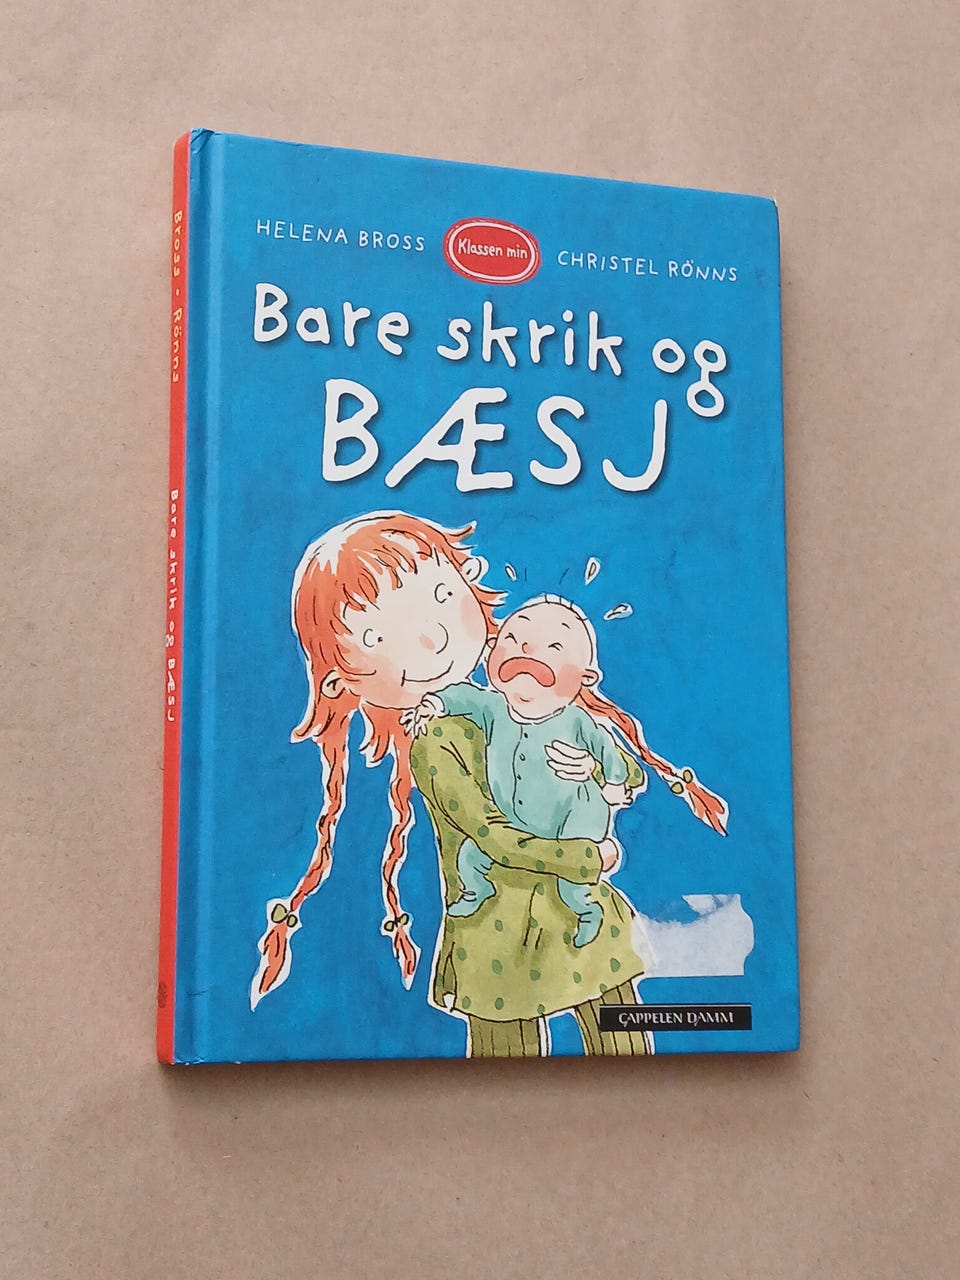 HELENA BROSS
Klassen min
CHRISTEL RÖNNS
Bare skrik og
BÆSJ
CAPPELEN DAMM
Bross • Rönns
Bare skrik og BÆSJ